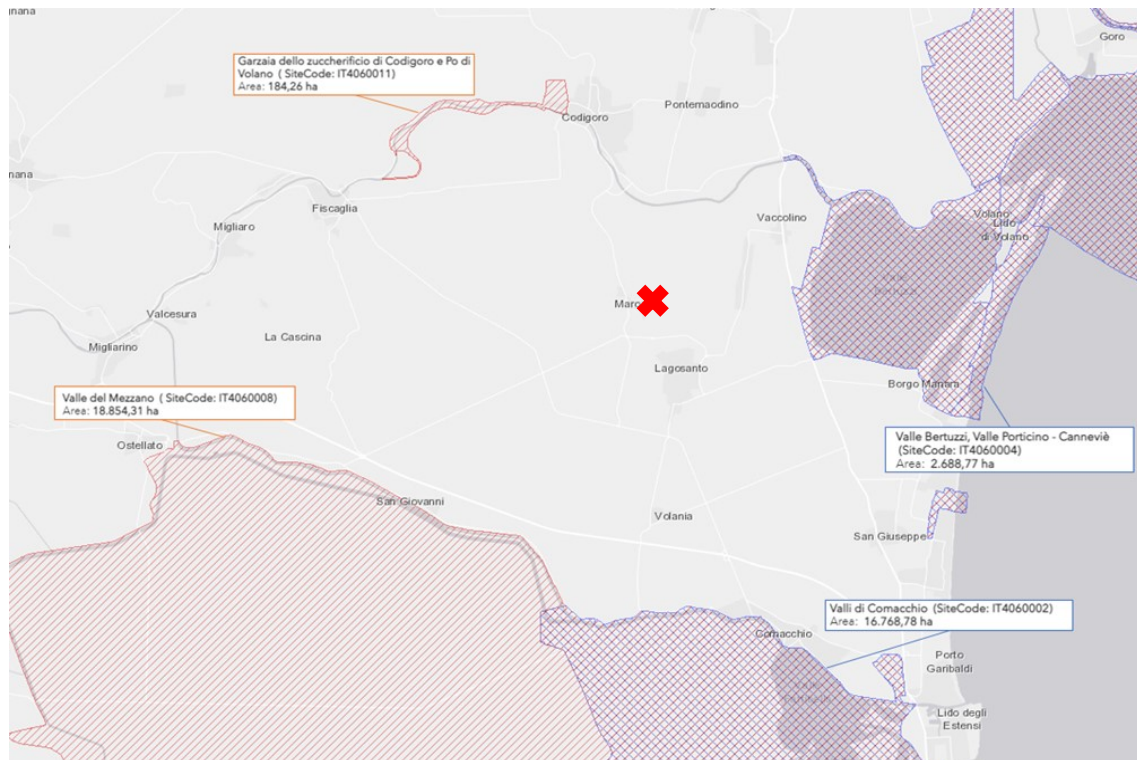 gnana
Goro
Garzaia dello zuccherificio di Codigoro e Po di
Volano ( SiteCode: IT4060011)
Area: 184,26 ha
Pontemaodino
Codigoro
nana
Fiscaglia
Migliaro
Vaccolino
Volano
Lido
di Volano
Valcesura
La Cascina
Migliarino
Lagosanto
Borgo Manara
Valle del Mezzano ( SiteCode: IT4060008)
Area: 18.854,31 ha
Ostellato
Valle Bertuzzi, Valle Porticino - Canneviè
(SiteCode: IT4060004)
Area: 2.688,77 ha
San Giovanni
Volania
San Giuseppe
Valli di Comacchio (SiteCode: IT4060002)
Area: 16.768,78 ha
Comacchio
Porto
Garibaldi
Lido degli
Estensi